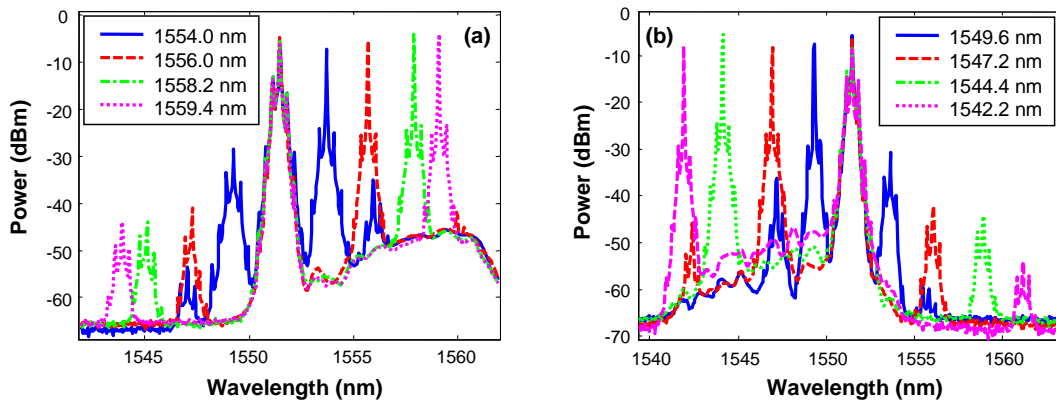 (a)
1554.0 nm
1556.0 nm
1558.2 nm
1559.4 nm
0
-10
-20
-30
-40
-50
-60
Power (dBm)
1545 1550 1555 1560
Wavelength (nm)
(b)
1549.6 nm
1547.2 nm
1544.4 nm
1542.2 nm
0
-10
-20
-30
-40
-50
-60
-70
Power (dBm)
1540 1545 1550 1555 1560
Wavelength (nm)